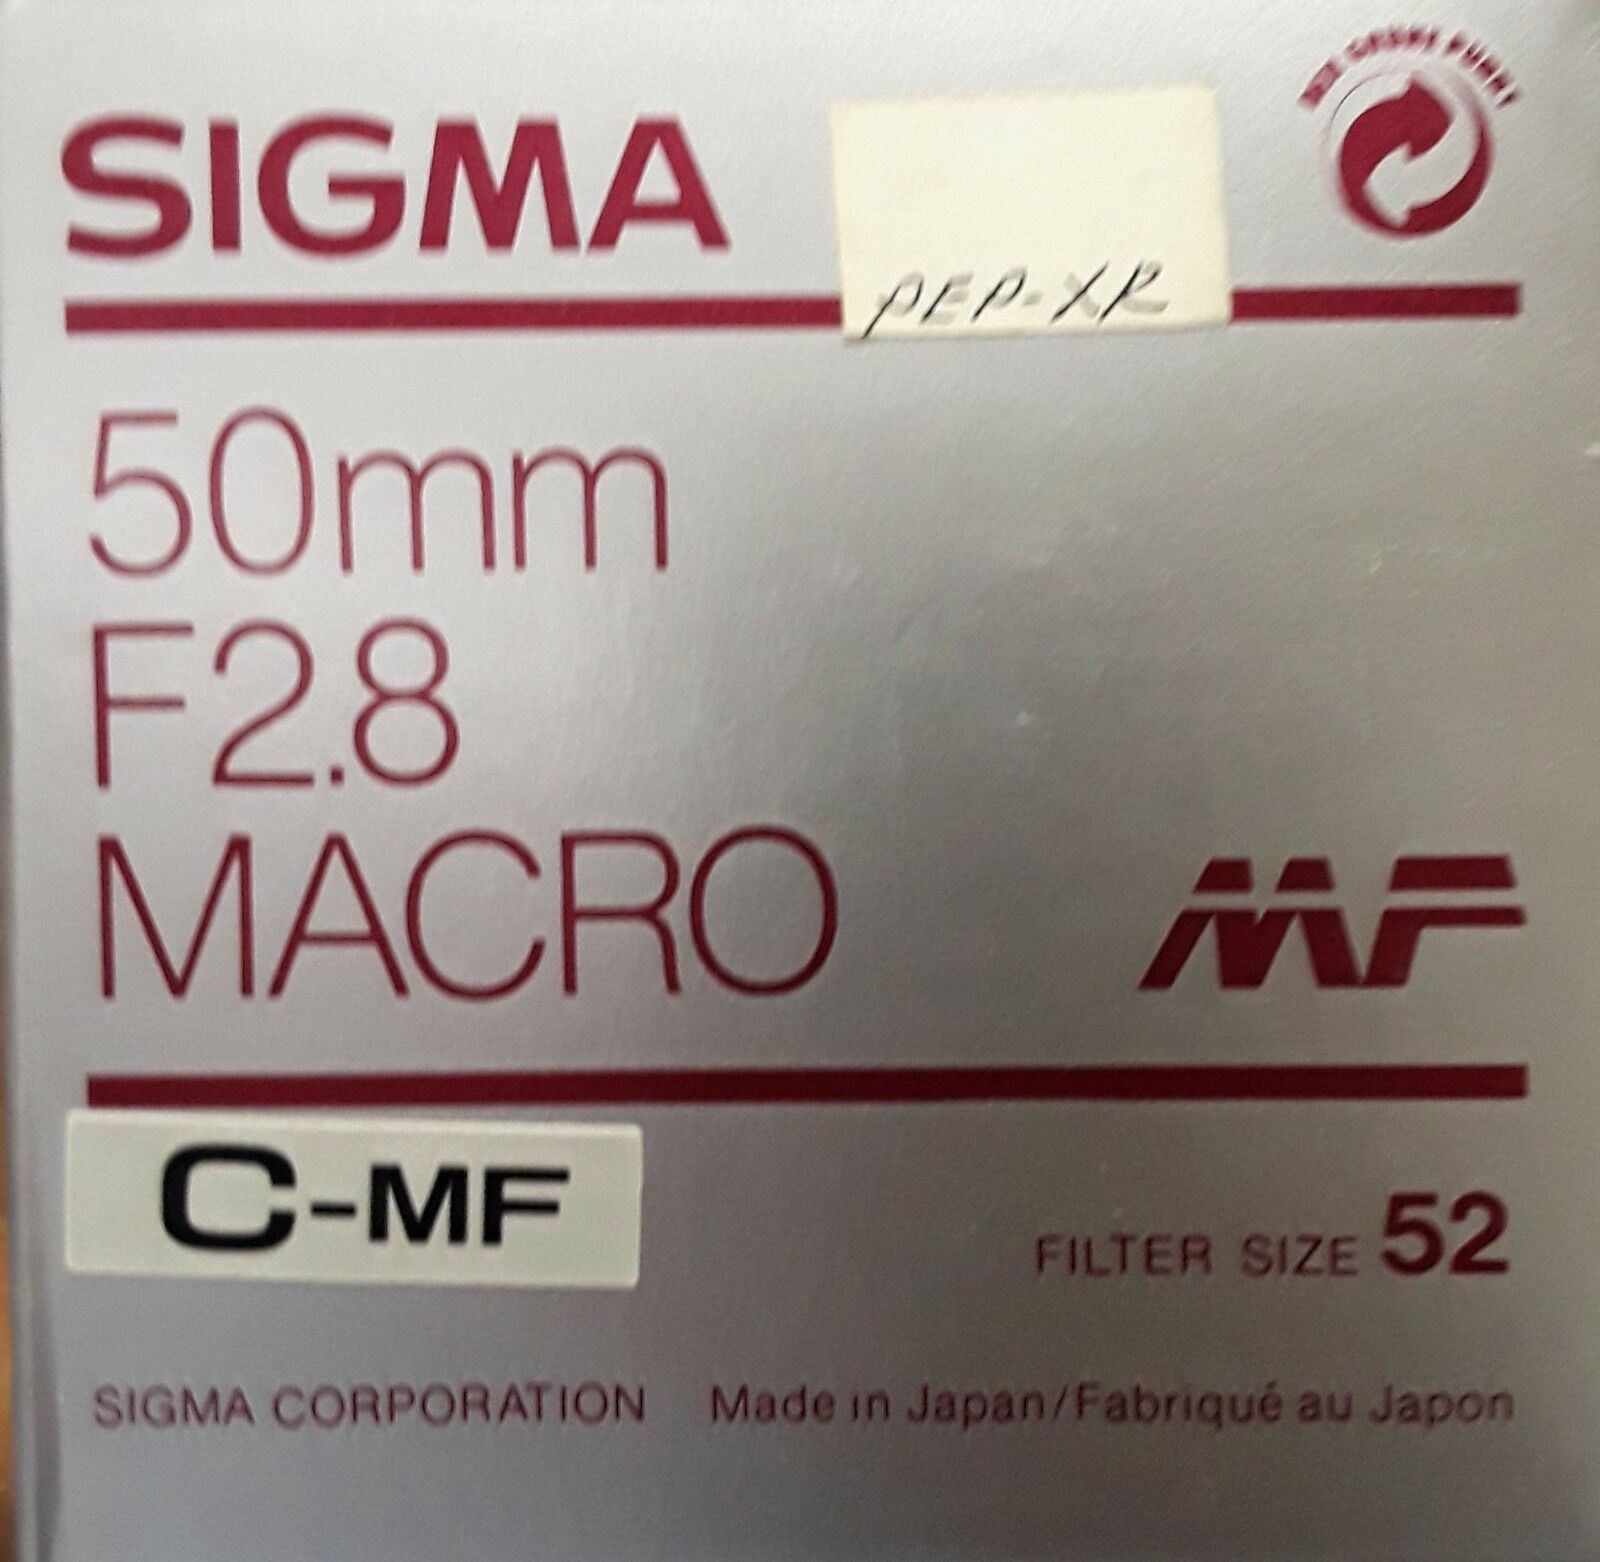 SIGMA
PEP-XR
50mm
F2.8
MACRO
MF
C-MF
FILTER SIZE 52
SIGMA CORPORATION Made in Japan/Fabriqué au Japon